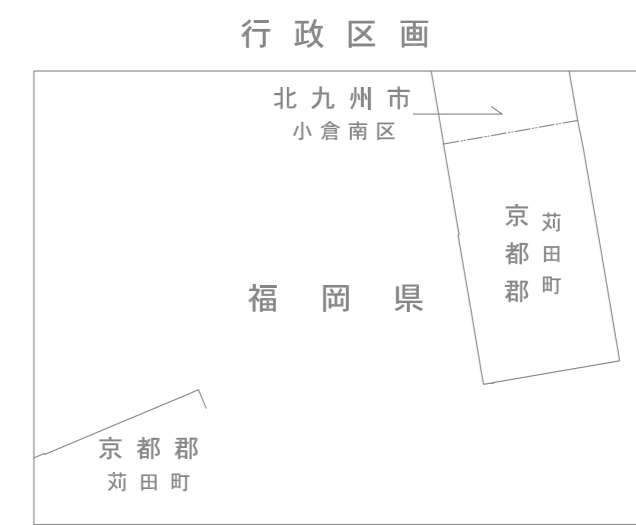 行政区画
北九州市
小倉南区
京都郡
苅田町
福岡県
京都郡
苅田町